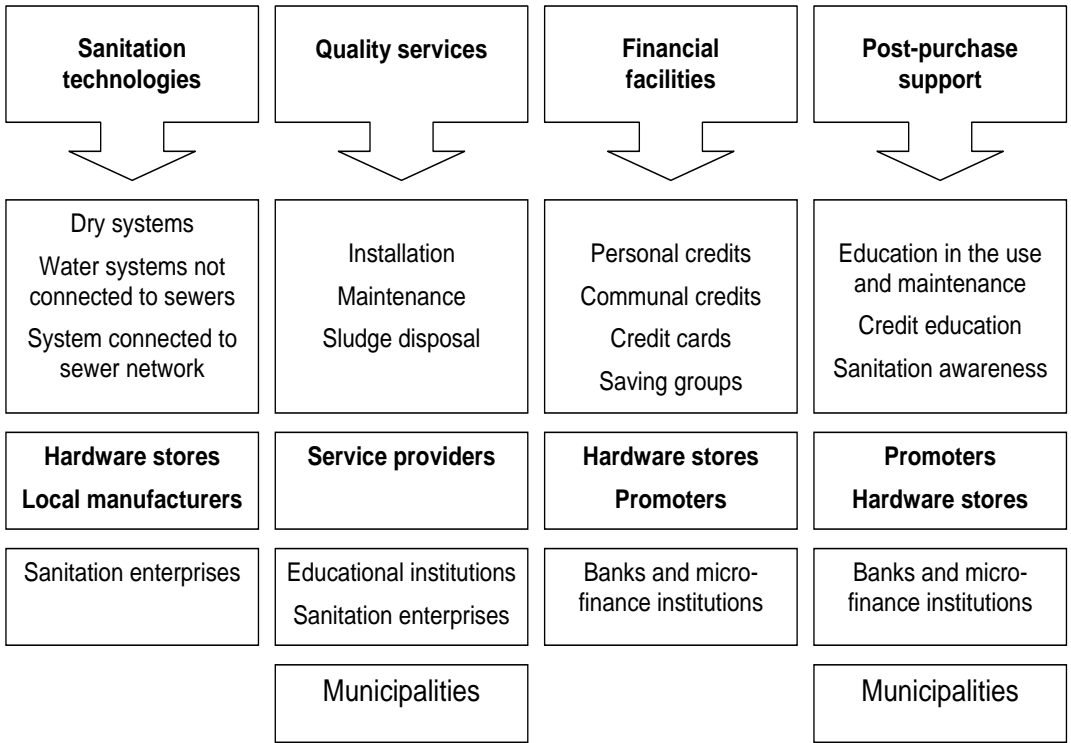 Sanitation
technologies
Quality services
Financial
facilities
Post-purchase
support
Dry systems
Water systems not
connected to sewers
System connected to
sewer network
Installation
Maintenance
Sludge disposal
Personal credits
Communal credits
Credit cards
Saving groups
Education in the use
and maintenance
Credit education
Sanitation awareness
Hardware stores
Local manufacturers
Service providers
Hardware stores
Promoters
Promoters
Hardware stores
Sanitation enterprises
Educational institutions
Sanitation enterprises
Banks and micro-
finance institutions
Banks and micro-
finance institutions
Municipalities
Municipalities